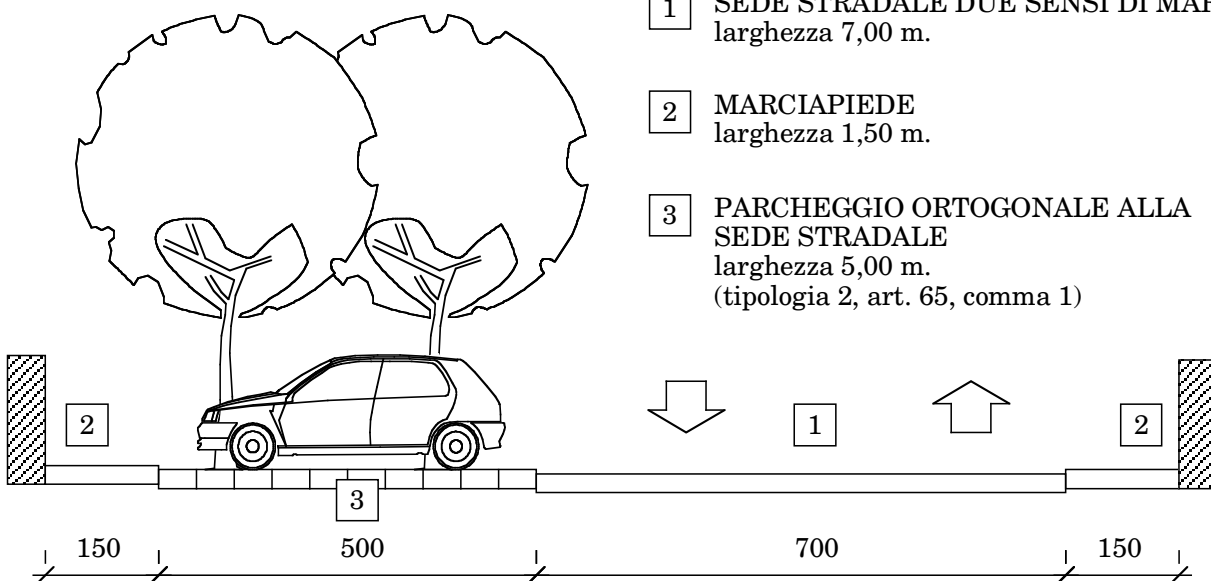 1 SEDE STRADALE DUE SENSI DI
larghezza 7,00 m.
2 MARCIAPIEDE
larghezza 1,50 m.
3 PARCHEGGIO ORTOGONALE ALLA
SEDE STRADALE
larghezza 5,00 m.
(tipologia 2, art. 65, comma 1)
2 1 2
3
150 500 700 150